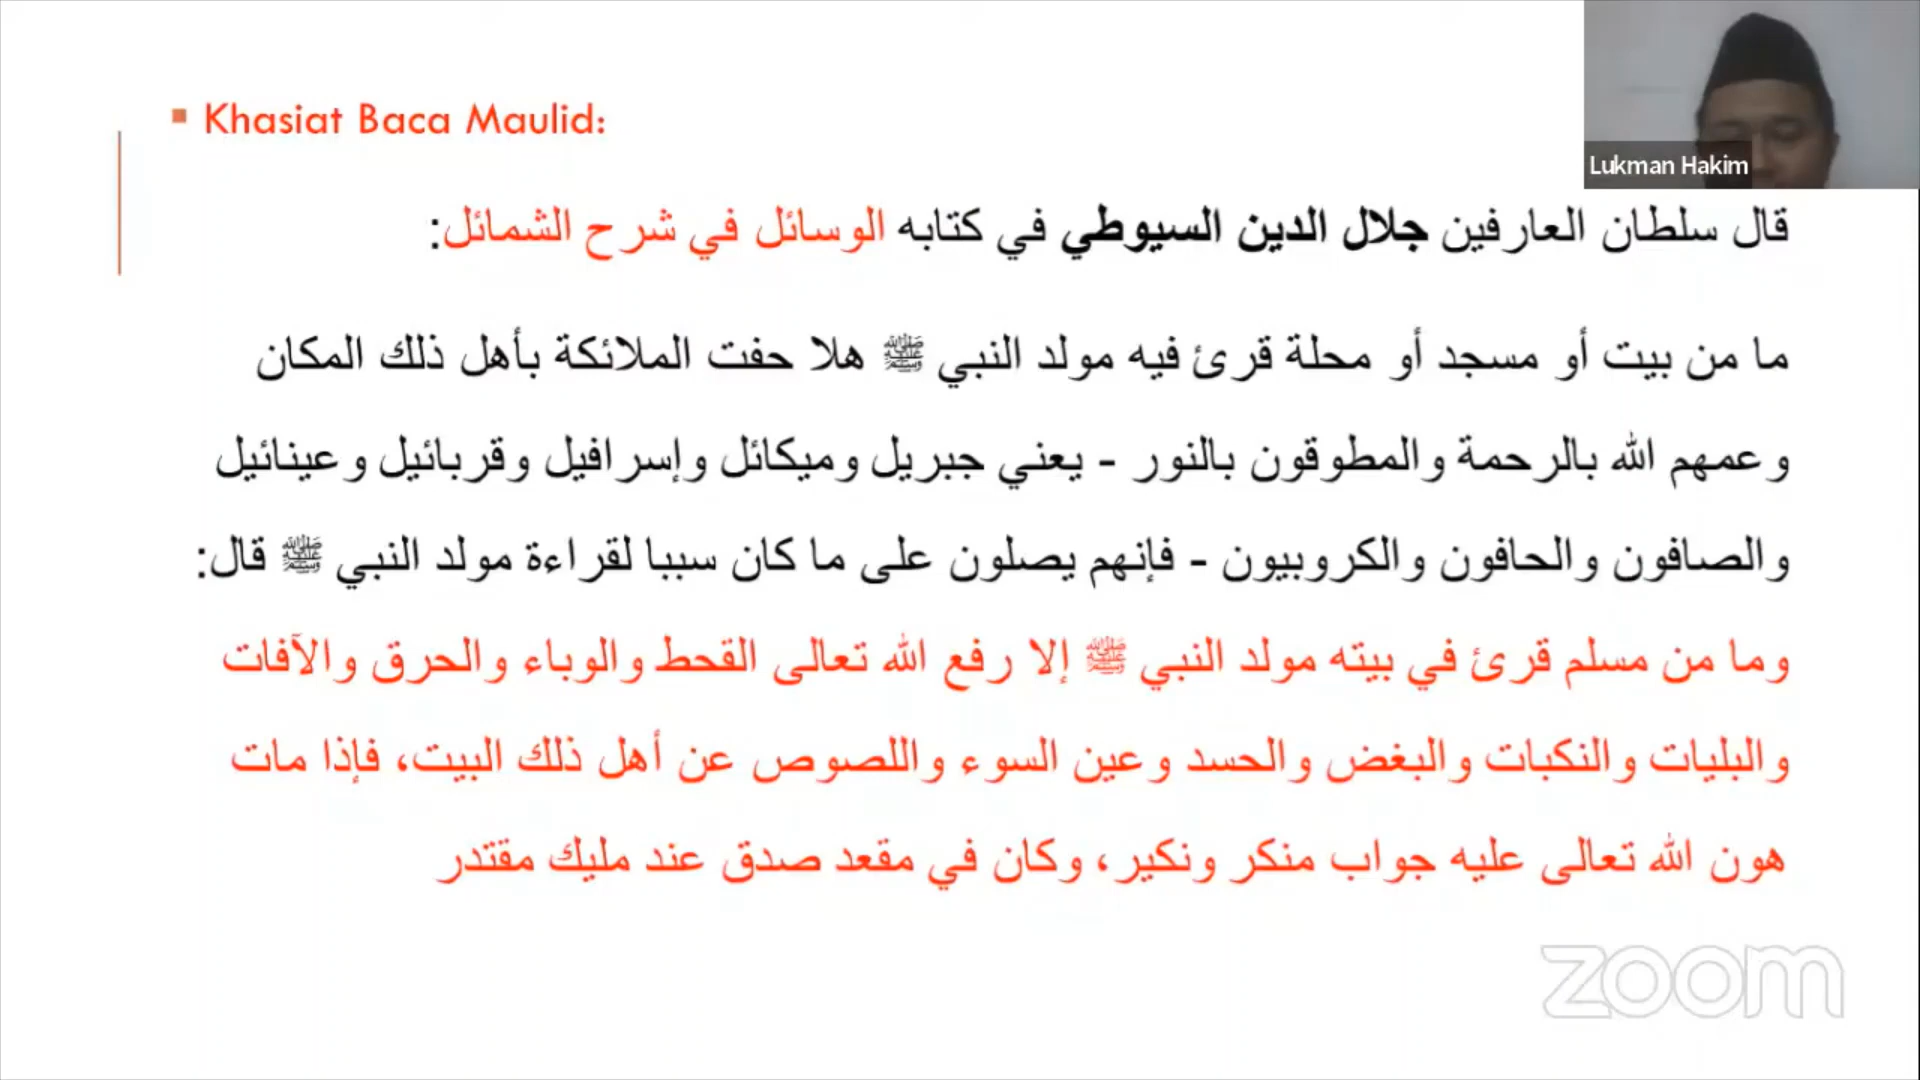 Khasiat Baca Maulid:
Lukman Hakim
قال سلطان العارفين جلال الدين السيوطي في كتابه الوسائل في شرح الشمائل:
ما من بيت أو مسجد أو محلة قرئ فيه مولد النبي ﷺ هلا حفت الملائكة بأهل ذلك المكان
وعمهم الله بالرحمة والمطوقون بالنور - يعني جبريل وميكائل وإسرافيل وقربائيل وعينائيل
والصافون والحافون والكروبيون - فإنهم يصلون على ما كان سببا لقراءة مولد النبي ﷺ قال:
وما من مسلم قرئ في بيته مولد النبي ﷺ إلا رفع الله تعالى القحط والوباء والحرق والآفات
والبليات والنكبات والبغض والحسد وعين السوء واللصوص عن أهل ذلك البيت، فإذا مات
هون الله تعالى عليه جواب منكر ونكير، وكان في مقعد صدق عند مليك مقتدر
zoom